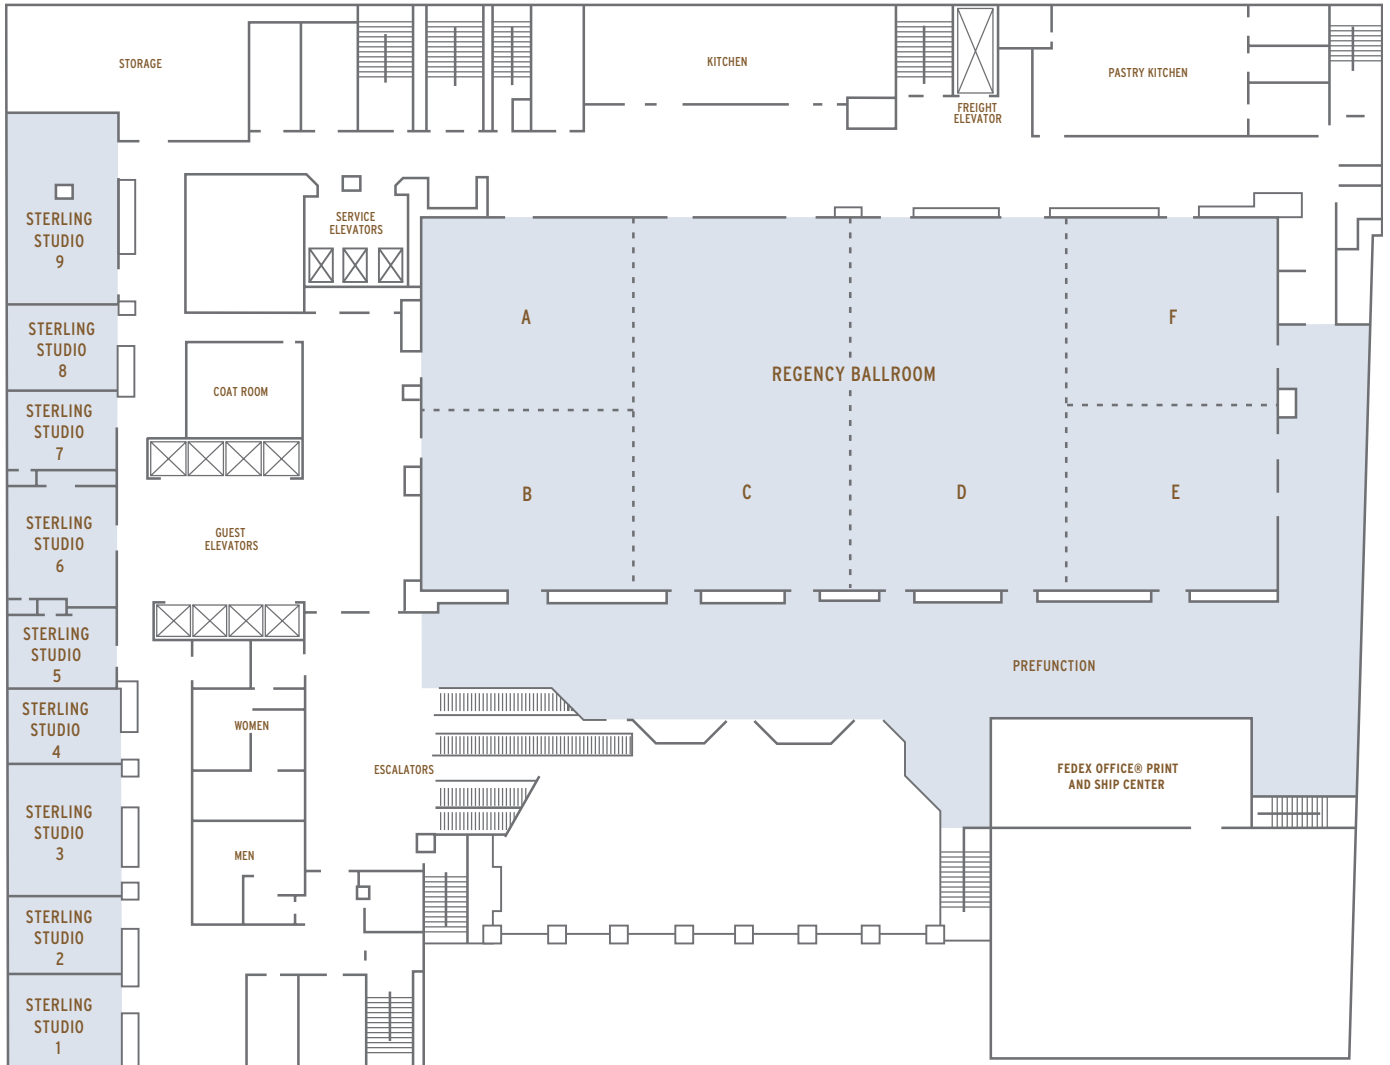 STORAGE
KITCHEN
PASTRY KITCHEN
FREIGHT
ELEVATOR
STERLING
STUDIO
9
SERVICE
ELEVATORS
STERLING
STUDIO
8
A
F
REGENCY BALLROOM
COAT ROOM
STERLING
STUDIO
7
B
C
D
E
STERLING
STUDIO
6
GUEST
ELEVATORS
STERLING
STUDIO
5
PREFUNCTION
STERLING
STUDIO
4
WOMEN
ESCALATORS
FEDEX OFFICE® PRINT
AND SHIP CENTER
STERLING
STUDIO
3
MEN
STERLING
STUDIO
2
STERLING
STUDIO
1